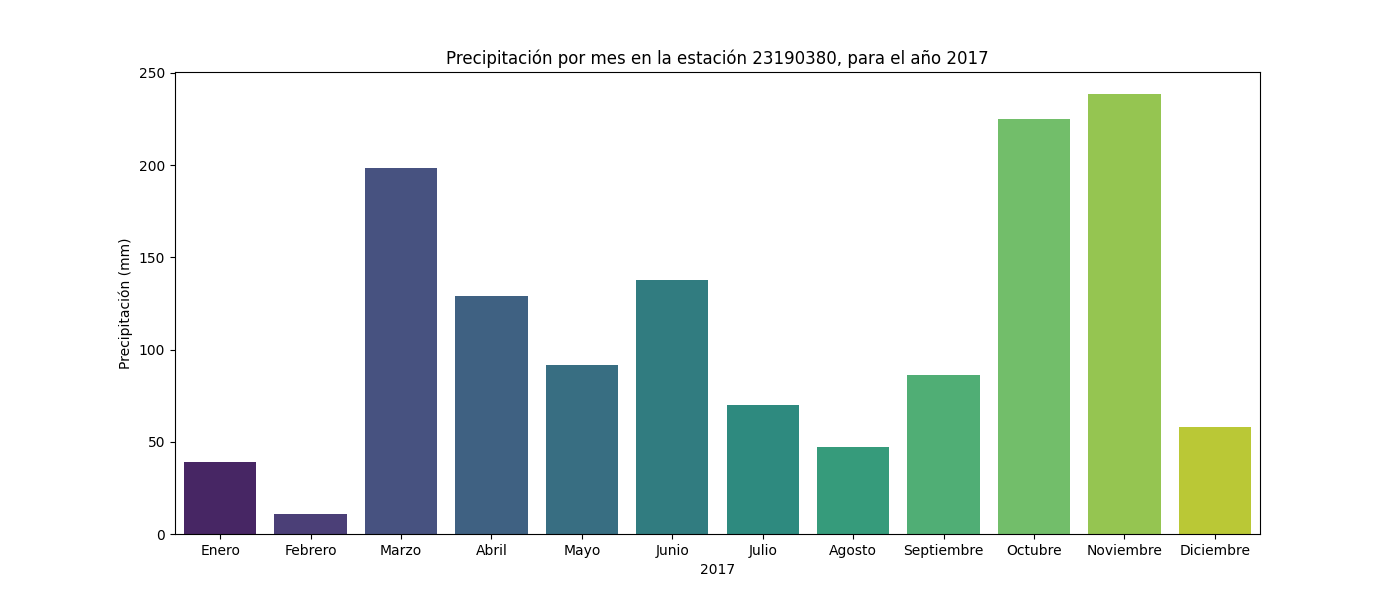 Precipitación por mes en la estación 23190380, para el año 2017
Precipitación (mm)
250
200
150
100
50
0
Enero Febrero Marzo Abril Mayo Junio Julio Agosto Septiembre Octubre Noviembre Diciembre
2017